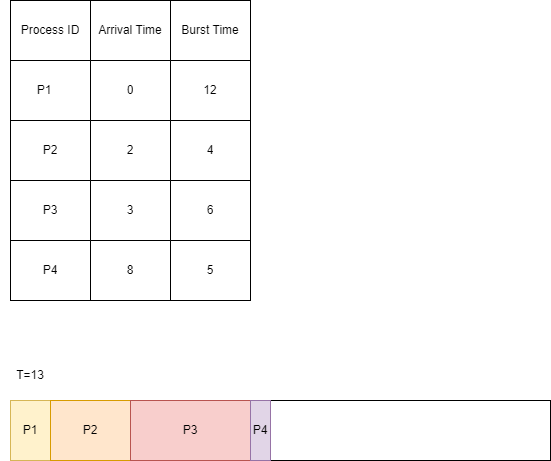 Process ID Arrival Time Burst Time
P1 0 12
P2 2 4
P3 3 6
P4 8 5
T=13
P1 P2 P3 P4